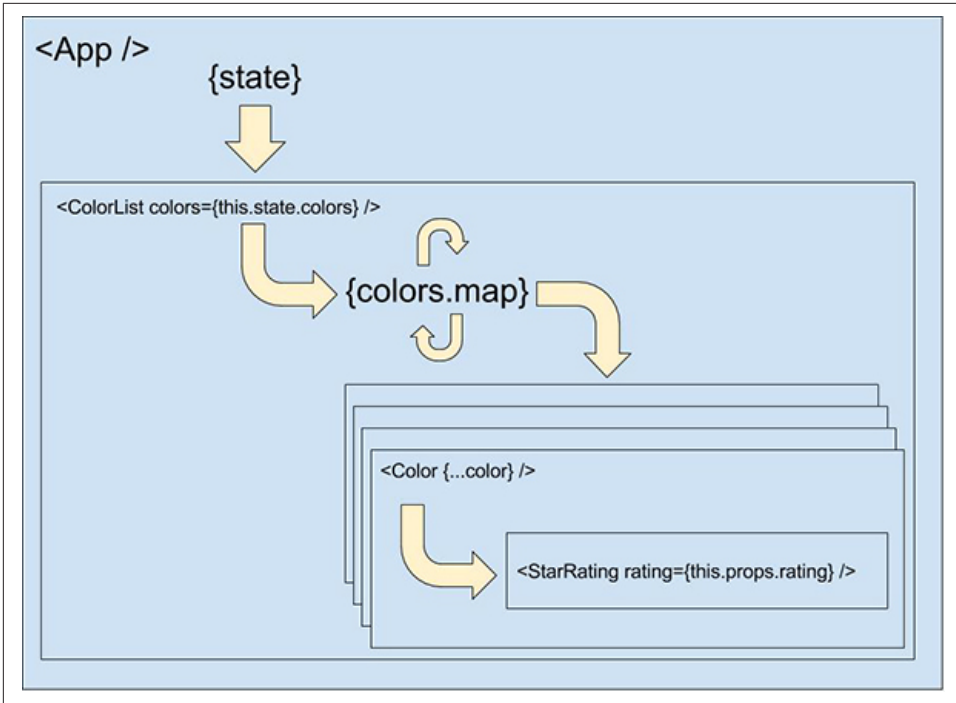 <App />
{state}
<ColorList colors={this.state.colors} />
{colors.map}
<Color {...color} />
<StarRating rating={this.props.rating} />